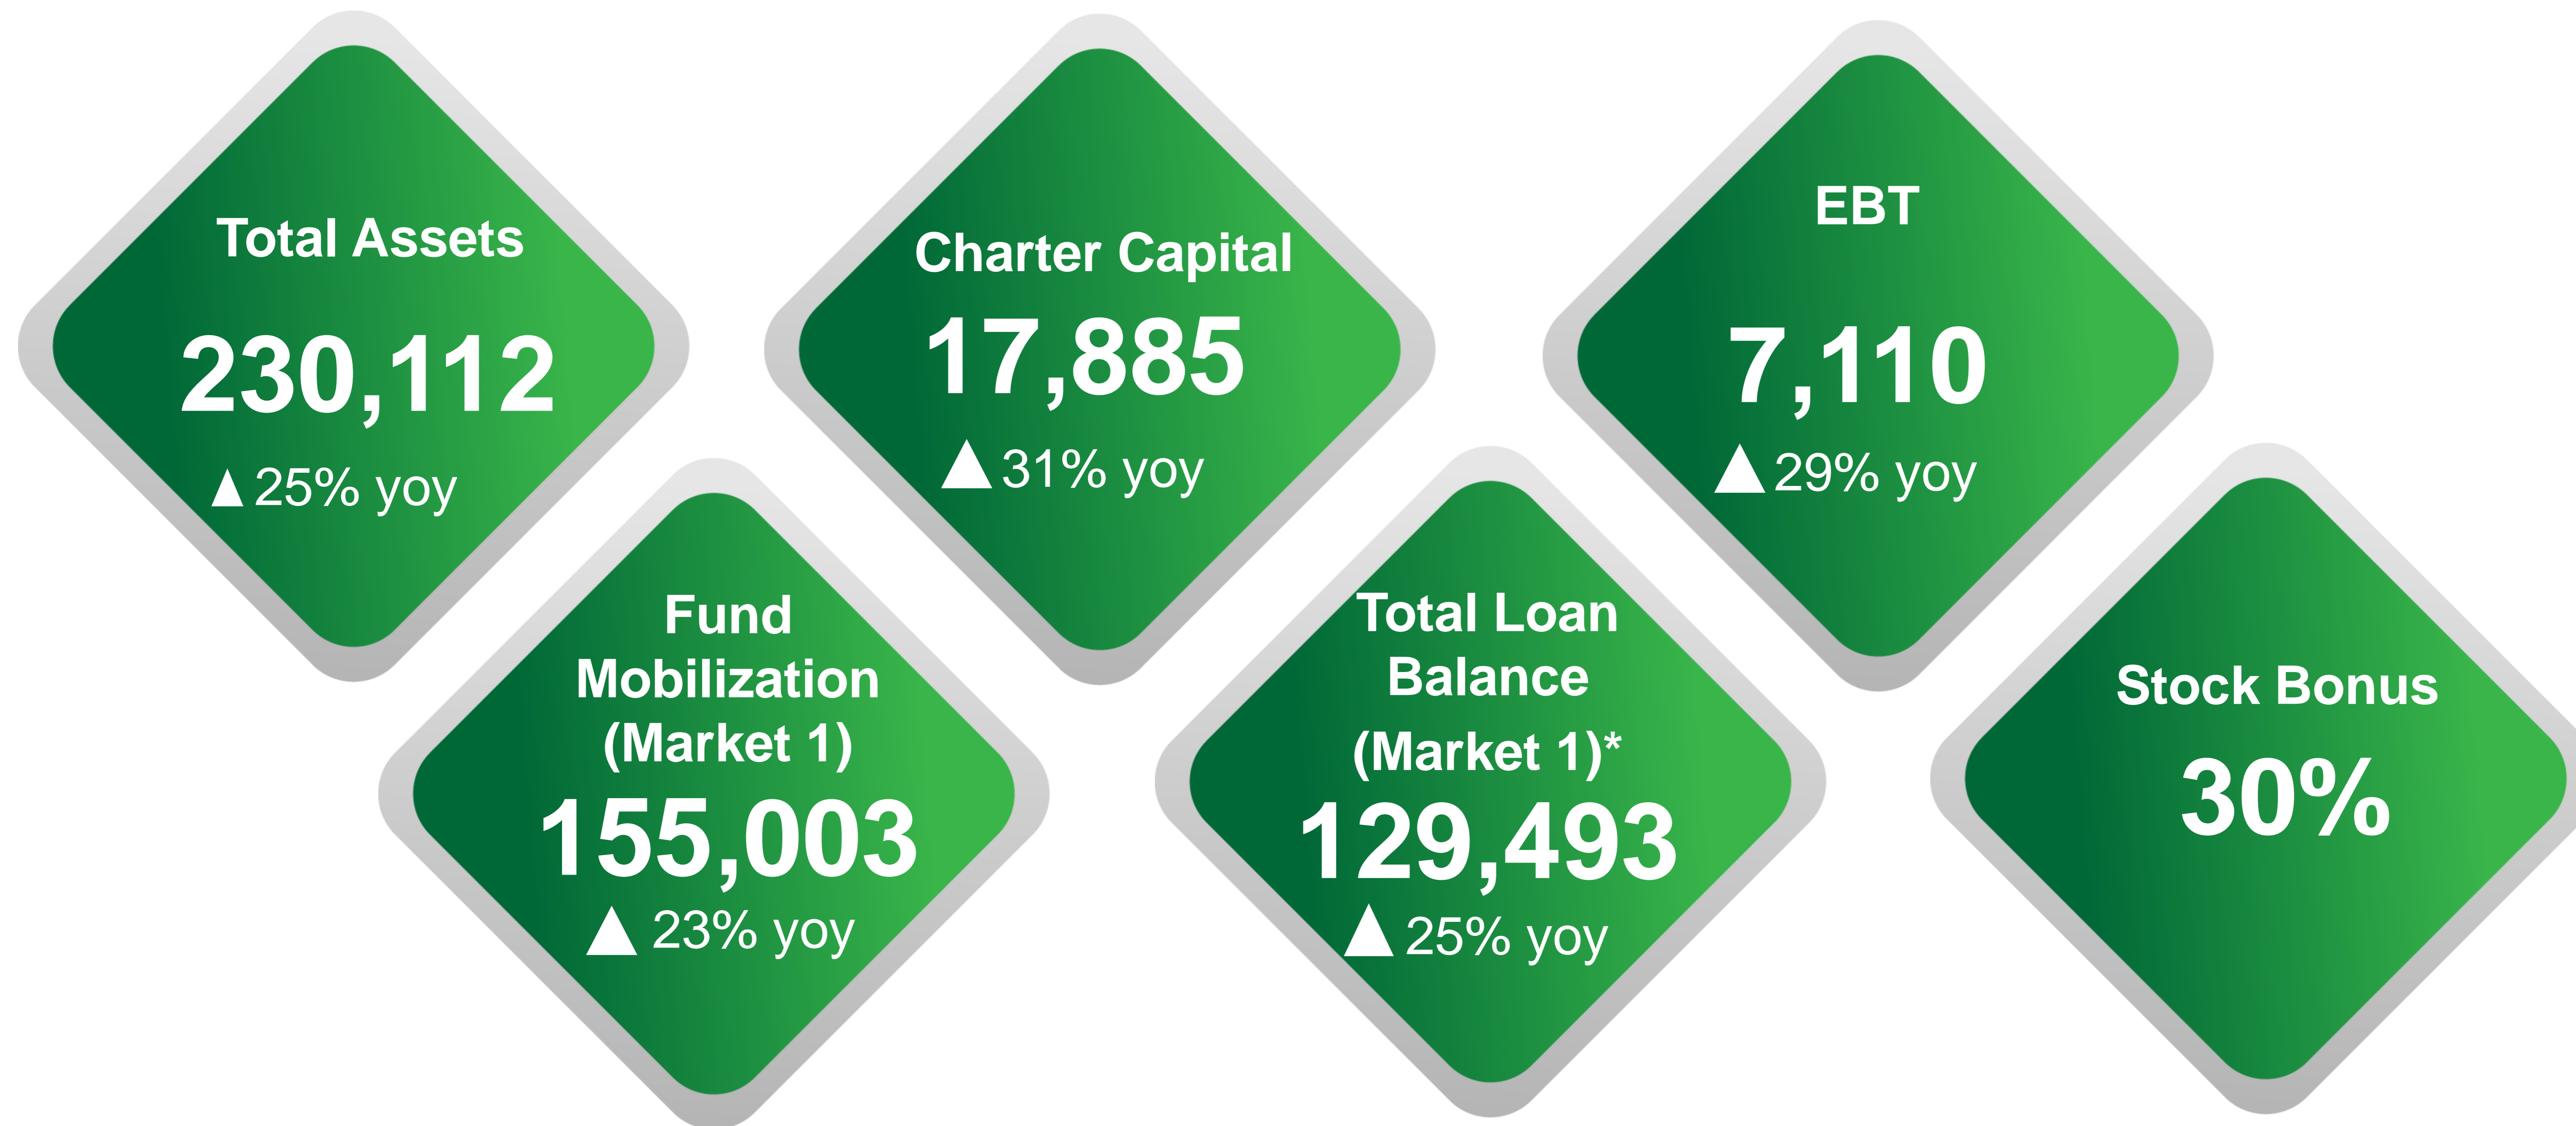 Total Assets
230,112
▲25% yoy
Fund
Mobilization
(Market 1)
155,003
▲ 23% yoy
Charter Capital
17,885
▲31% yoy
Total Loan
Balance
(Market 1)*
129,493
▲ 25% yoy
EBT
7,110
▲29% yoy
Stock Bonus
30%